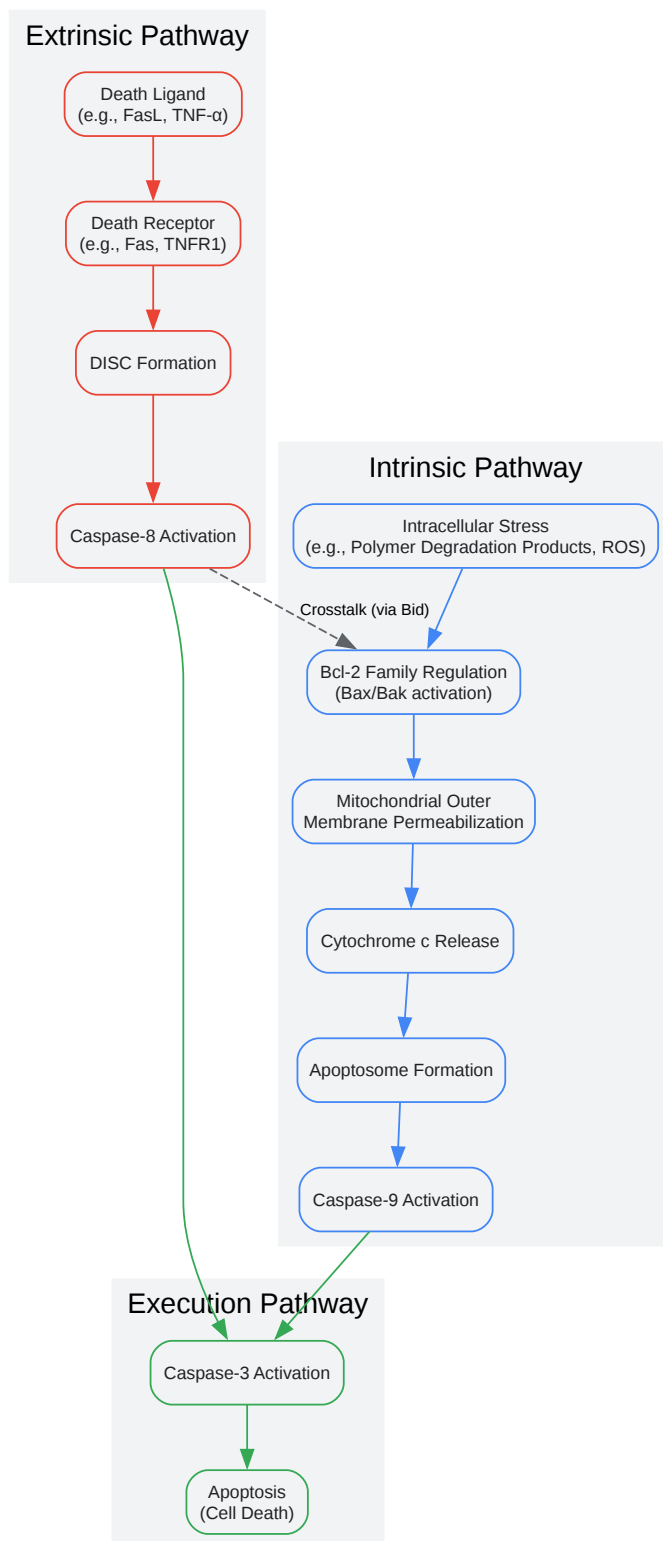 Extrinsic Pathway
Death Ligand
(e.g., FasL, TNF-α)
Death Receptor
(e.g., Fas, TNFR1)
DISC Formation
Caspase-8 Activation
Intrinsic Pathway
Intracellular Stress
(e.g., Polymer Degradation Products, ROS)
Crosstalk (via Bid)
Bcl-2 Family Regulation
(Bax/Bak activation)
Mitochondrial Outer
Membrane Permeabilization
Cytochrome c Release
Apoptosome Formation
Caspase-9 Activation
Execution Pathway
Caspase-3 Activation
Apoptosis
(Cell Death)